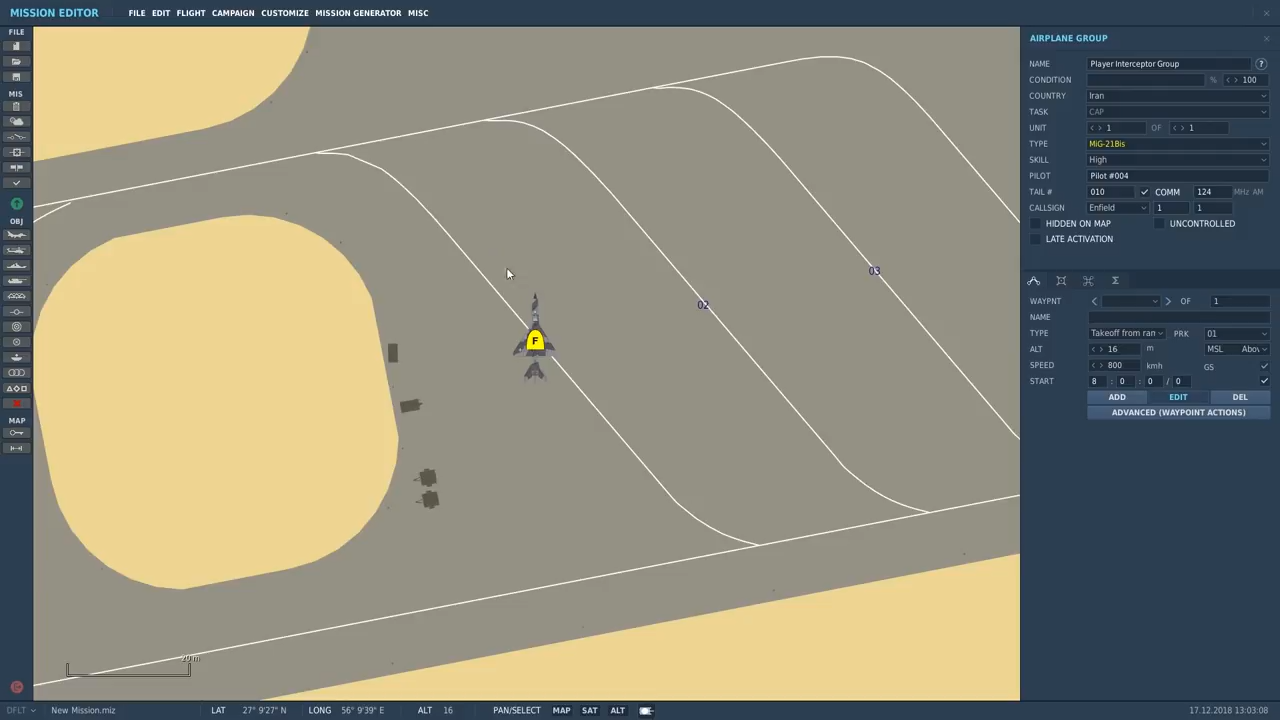 MISSION EDITOR FILE EDIT FLIGHT CAMPAIGN CUSTOMIZE MISSION GENERATOR MISC
FILE
MIS
OBJ
MAP
F
02
03
AIRPLANE GROUP
NAME Player Interceptor Group ?
CONDITION % < > 100
COUNTRY Iran
TASK CAP
UNIT < > 1 OF < > 1
TYPE MiG-21Bis
SKILL High
PILOT Pilot #004
TAIL # 010 COMM 124 MHz AM
CALLSIGN Enfield 1 1
HIDDEN ON MAP UNCONTROLLED
LATE ACTIVATION
WAYPNT < > OF 1
NAME
TYPE Takeoff from ram PRK 01
ALT < > 16 m MSL Abov
SPEED < > 800 kmh GS
START 8 : 0 : 0 / 0
ADD EDIT DEL
ADVANCED (WAYPOINT ACTIONS)
DFLT New Mission.miz LAT 27° 9'27" N LONG 56° 9'39" E ALT 16 PAN/SELECT MAP SAT ALT 17.12.2018 13:03:08